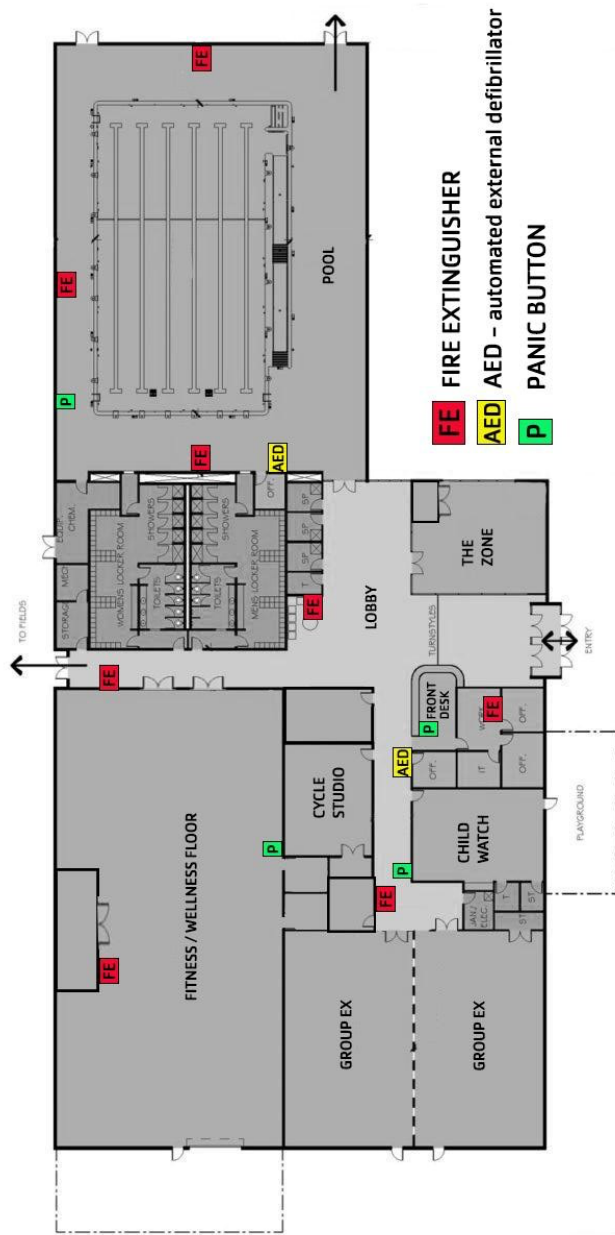 TO FIELDS
STORAGE
MECH
EQUIP.
CHEM.
P
FE
FE
FE
WOMENS LOCKER ROOM
TOILETS
SHOWERS
FITNESS / WELLNESS FLOOR
FE
FE
TOILETS
SHOWERS
MENS LOCKER ROOM
P
OFF.
AED
T
SP
SP
SP
FE
POOL
CYCLE
STUDIO
GROUP EX
LOBBY
FE
P
AED
TURNSTYLES
FRONT
DESK
P
OFF.
CHILD
WATCH
THE
ZONE
GROUP EX
JAN./
ELEC.
IT
WORK
FE
T
ST
ST
OFF.
OFF.
PLAYGROUND
ENTRY
FE FIRE EXTINGUISHER
AED AED – automated external defibrillator
P PANIC BUTTON